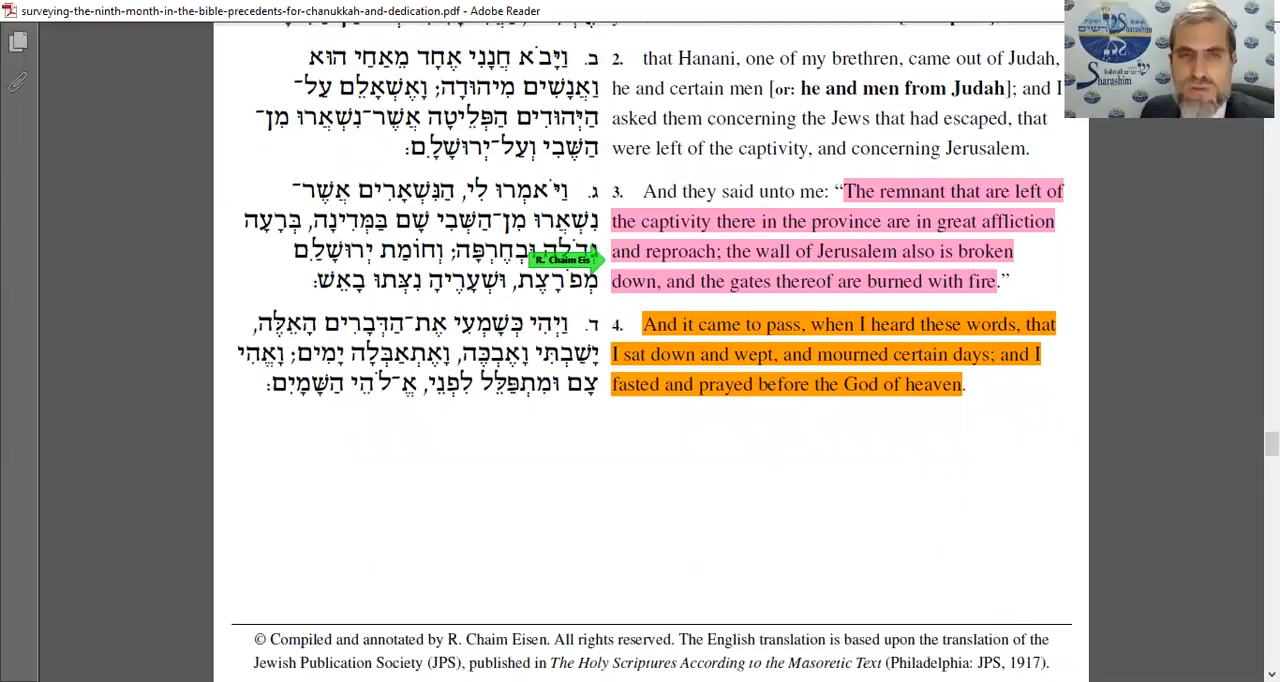 surveying-the-ninth-month-in-the-bible-precedents-for-chanukkah-and-dedication.pdf - Adobe Reader
ב. וַיָּבֹא חֲנָנִי אֶחָד מֵאַחַי הוּא
וַאֲנָשִׁים מִיהוּדָה; וָאֶשְׁאָלֵם עַל־
הַיְּהוּדִים הַפְּלֵיטָה אֲשֶׁר־נִשְׁאֲרוּ מִן־
הַשֶּׁבִי וְעַל־יְרוּשָׁלָ‍ִם:
2. that Hanani, one of my brethren, came out of Judah,
he and certain men [or: he and men from Judah]; and I
asked them concerning the Jews that had escaped, that
were left of the captivity, and concerning Jerusalem.
ג. וַיֹּאמְרוּ לִי, הַנִּשְׁאָרִים אֲשֶׁר־
נִשְׁאֲרוּ מִן־הַשְּׁבִי שָׁם בַּמְּדִינָה, בְּרָעָה
גְדֹלָה וּבְחֶרְפָּה; וְחוֹמַת יְרוּשָׁלַ‍ִם
מְפֹרָצֶת, וּשְׁעָרֶיהָ נִצְּתוּ בָאֵשׁ:
R. Chaim Eis
3. And they said unto me: “The remnant that are left of
the captivity there in the province are in great affliction
and reproach; the wall of Jerusalem also is broken
down, and the gates thereof are burned with fire.”
ד. וַיְהִי כְּשָׁמְעִי אֶת־הַדְּבָרִים הָאֵלֶּה,
יָשַׁבְתִּי וָאֶבְכֶּה, וָאֶתְאַבְּלָה יָמִים; וָאֱהִי
צָם וּמִתְפַּלֵּל לִפְנֵי, אֱ־לֹהֵי הַשָּׁמָיִם:
4. And it came to pass, when I heard these words, that
I sat down and wept, and mourned certain days; and I
fasted and prayed before the God of heaven.
© Compiled and annotated by R. Chaim Eisen. All rights reserved. The English translation is based upon the translation of the
Jewish Publication Society (JPS), published in The Holy Scriptures According to the Masoretic Text (Philadelphia: JPS, 1917).
Sharashim